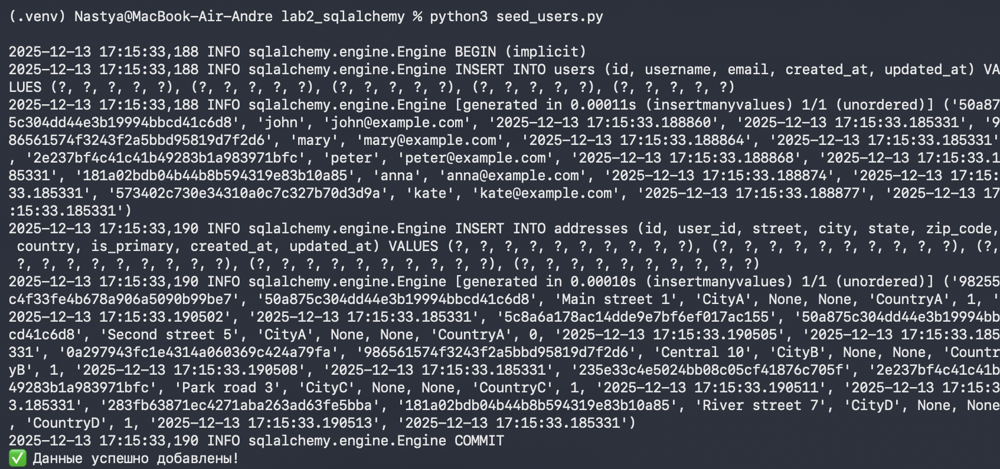 (.venv) Nastya@MacBook-Air-Andre lab2_sqlalchemy % python3 seed_users.py
2025-12-13 17:15:33,188 INFO sqlalchemy.engine.Engine BEGIN (implicit)
2025-12-13 17:15:33,188 INFO sqlalchemy.engine.Engine INSERT INTO users (id, username, email, created_at, updated_at) VA
LUES (?, ?, ?, ?, ?), (?, ?, ?, ?, ?), (?, ?, ?, ?, ?), (?, ?, ?, ?, ?), (?, ?, ?, ?, ?)
2025-12-13 17:15:33,188 INFO sqlalchemy.engine.Engine [generated in 0.00011s (insertmanyvalues) 1/1 (unordered)] ('50a87
5c304dd44e3b19994bbcd41c6d8', 'john', 'john@example.com', '2025-12-13 17:15:33.188860', '2025-12-13 17:15:33.185331', '9
86561574f3243f2a5bbd95819d7f2d6', 'mary', 'mary@example.com', '2025-12-13 17:15:33.188864', '2025-12-13 17:15:33.185331'
, '2e237bf4c41c41b49283b1a983971bfc', 'peter', 'peter@example.com', '2025-12-13 17:15:33.188868', '2025-12-13 17:15:33.1
85331', '181a02bdb04b44b8b594319e83b10a85', 'anna', 'anna@example.com', '2025-12-13 17:15:33.188874', '2025-12-13 17:15:
33.185331', '573402c730e34310a0c7c327b70d3d9a', 'kate', 'kate@example.com', '2025-12-13 17:15:33.188877', '2025-12-13 17
:15:33.185331')
2025-12-13 17:15:33,190 INFO sqlalchemy.engine.Engine INSERT INTO addresses (id, user_id, street, city, state, zip_code,
country, is_primary, created_at, updated_at) VALUES (?, ?, ?, ?, ?, ?, ?, ?, ?, ?), (?, ?, ?, ?, ?, ?, ?, ?, ?, ?), (?,
?, ?, ?, ?, ?, ?, ?, ?, ?), (?, ?, ?, ?, ?, ?, ?, ?, ?, ?), (?, ?, ?, ?, ?, ?, ?, ?, ?, ?)
2025-12-13 17:15:33,190 INFO sqlalchemy.engine.Engine [generated in 0.00010s (insertmanyvalues) 1/1 (unordered)] ('98255
c4f33fe4b678a906a5090b99be7', '50a875c304dd44e3b19994bbcd41c6d8', 'Main street 1', 'CityA', None, None, 'CountryA', 1, '
2025-12-13 17:15:33.190502', '2025-12-13 17:15:33.185331', '5c8a6a178ac14dde9e7bf6ef017ac155', '50a875c304dd44e3b19994bb
cd41c6d8', 'Second street 5', 'CityA', None, None, 'CountryA', 0, '2025-12-13 17:15:33.190505', '2025-12-13 17:15:33.185
331', '0a297943fc1e4314a060369c424a79fa', '986561574f3243f2a5bbd95819d7f2d6', 'Central 10', 'CityB', None, None, 'Countr
yB', 1, '2025-12-13 17:15:33.190508', '2025-12-13 17:15:33.185331', '235e33c4e5024bb08c05cf41876c705f', '2e237bf4c41c41b
49283b1a983971bfc', 'Park road 3', 'CityC', None, None, 'CountryC', 1, '2025-12-13 17:15:33.190511', '2025-12-13 17:15:3
3.185331', '283fb63871ec4271aba263ad63fe5bba', '181a02bdb04b44b8b594319e83b10a85', 'River street 7', 'CityD', None, None
, 'CountryD', 1, '2025-12-13 17:15:33.190513', '2025-12-13 17:15:33.185331')
2025-12-13 17:15:33,190 INFO sqlalchemy.engine.Engine COMMIT
✅ Данные успешно добавлены!